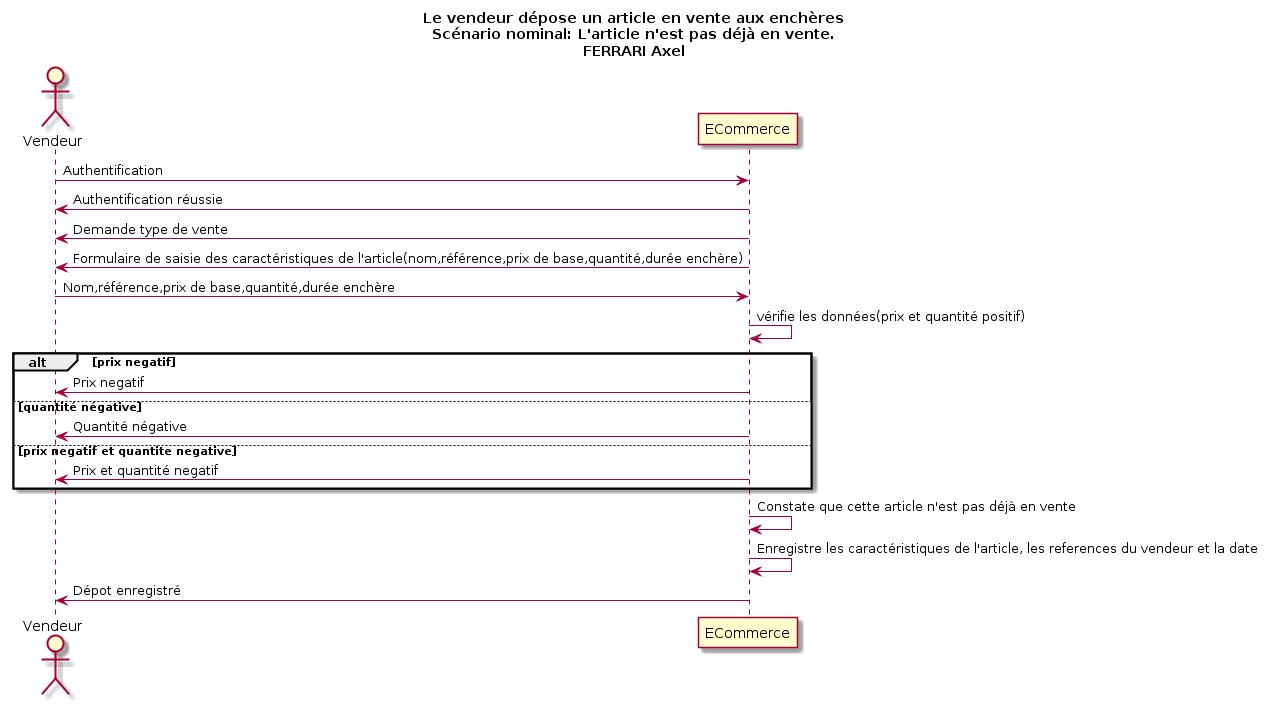 Le vendeur dépose un article en vente aux enchères
Scénario nominal: L'article n'est pas déjà en vente.
FERRARI Axel
Vendeur
ECommerce
Authentification
Authentification réussie
Demande type de vente
Formulaire de saisie des caractéristiques de l'article(nom,référence,prix de base,quantité,durée enchère)
Nom,référence,prix de base,quantité,durée enchère
vérifie les données(prix et quantité positif)
alt [prix negatif]
Prix negatif
[quantité négative]
Quantité négative
[prix negatif et quantite negative]
Prix et quantité negatif
Constate que cette article n'est pas déjà en vente
Enregistre les caractéristiques de l'article, les references du vendeur et la date
Dépot enregistré
Vendeur
ECommerce